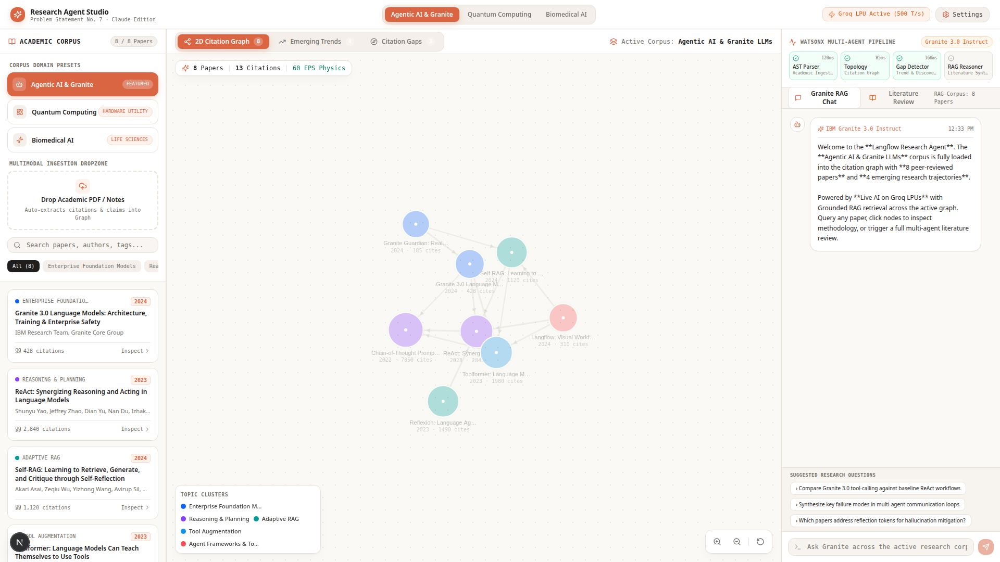 Research Agent Studio
Problem Statement No. 7 · Claude Edition
Agentic AI & Granite
Quantum Computing
Biomedical AI
Groq LPU Active (500 T/s)
Settings
ACADEMIC CORPUS
8 / 8 Papers
CORPUS DOMAIN PRESETS
Agentic AI & Granite
FEATURED
Quantum Computing
HARDWARE UTILITY
Biomedical AI
LIFE SCIENCES
MULTIMODAL INGESTION DROPZONE
Drop Academic PDF / Notes
Auto-extracts citations & claims into
Graph
Search papers, authors, tags...
All (8)
Enterprise Foundation Models
Rea
ENTERPRISE FOUNDATIO…
2024
Granite 3.0 Language Models: Architecture,
Training & Enterprise Safety
IBM Research Team, Granite Core Group
428 citations
Inspect
REASONING & PLANNING
2023
ReAct: Synergizing Reasoning and Acting in
Language Models
Shunyu Yao, Jeffrey Zhao, Dian Yu, Nan Du, Izhak…
2,840 citations
Inspect
ADAPTIVE RAG
2024
Self-RAG: Learning to Retrieve, Generate,
and Critique through Self-Reflection
Akari Asai, Zeqiu Wu, Yizhong Wang, Avirup Sil, …
1,120 citations
Inspect
OOL AUGMENTATION
2023
former: Language Models Can Teach
Themselves to Use Tools
N
2D Citation Graph
8
Emerging Trends
4
Citation Gaps
3
Active Corpus: Agentic AI & Granite LLMs
8 Papers | 13 Citations | 60 FPS Physics
Granite Guardian: Real…
2024 · 185 cites
Self-RAG: Learning to …
2024 · 1120 cites
Granite 3.0 Language M…
2024 · 428 cites
Langflow: Visual Workf…
2024 · 310 cites
Chain-of-Thought Promp…
2022 · 7850 cites
ReAct: Synerg
2023 · 284
Toolformer: Language M…
2023 · 1980 cites
Reflexion: Language Ag…
2023 · 1490 cites
TOPIC CLUSTERS
Enterprise Foundation M...
Reasoning & Planning
Adaptive RAG
Tool Augmentation
Agent Frameworks & To...
WATSONX MULTI-AGENT PIPELINE
Granite 3.0 Instruct
120ms
AST Parser
Academic Ingest…
85ms
Topology
Citation Graph
160ms
Gap Detector
Trend & Discove…
RAG Reasoner
Literature Synt…
Granite RAG
Chat
Literature
Review
RAG Corpus: 8
Papers
IBM Granite 3.0 Instruct
12:33 PM
Welcome to the **Langflow Research Agent**. The
**Agentic AI & Granite LLMs** corpus is fully loaded
into the citation graph with **8 peer-reviewed
papers** and **4 emerging research trajectories**.
Powered by **Live AI on Groq LPUs** with
Grounded RAG retrieval across the active graph.
Query any paper, click nodes to inspect
methodology, or trigger a full multi-agent literature
review.
SUGGESTED RESEARCH QUESTIONS
› Compare Granite 3.0 tool-calling against baseline ReAct workflows
› Synthesize key failure modes in multi-agent communication loops
› Which papers address reflection tokens for hallucination mitigation?
Ask Granite across the active research corp